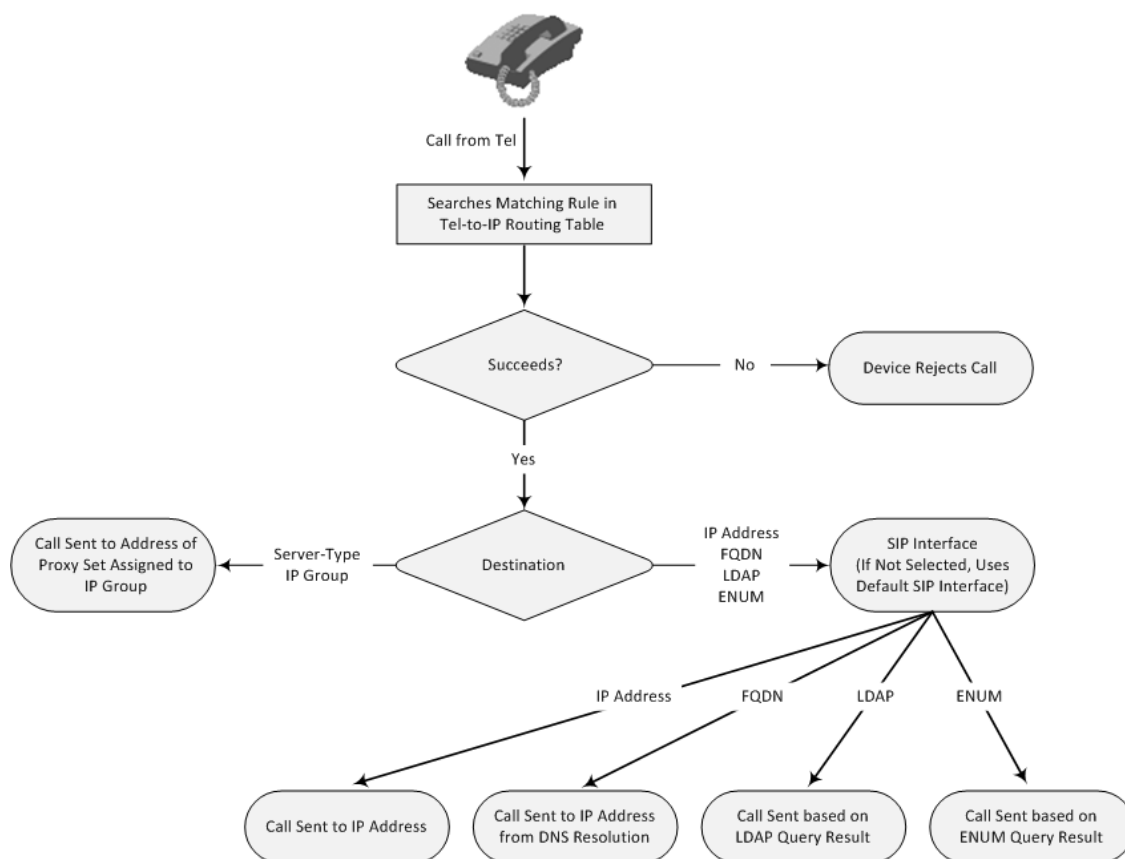 Call from Tel
Searches Matching Rule in
Tel-to-IP Routing Table
Succeeds?
No
Device Rejects Call
Yes
Call Sent to Address of
Proxy Set Assigned to
IP Group
Server-Type
IP Group
Destination
IP Address
FQDN
LDAP
ENUM
SIP Interface
(If Not Selected, Uses
Default SIP Interface)
IP Address
FQDN
LDAP
ENUM
Call Sent to IP Address
Call Sent to IP Address
from DNS Resolution
Call Sent based on
LDAP Query Result
Call Sent based on
ENUM Query Result